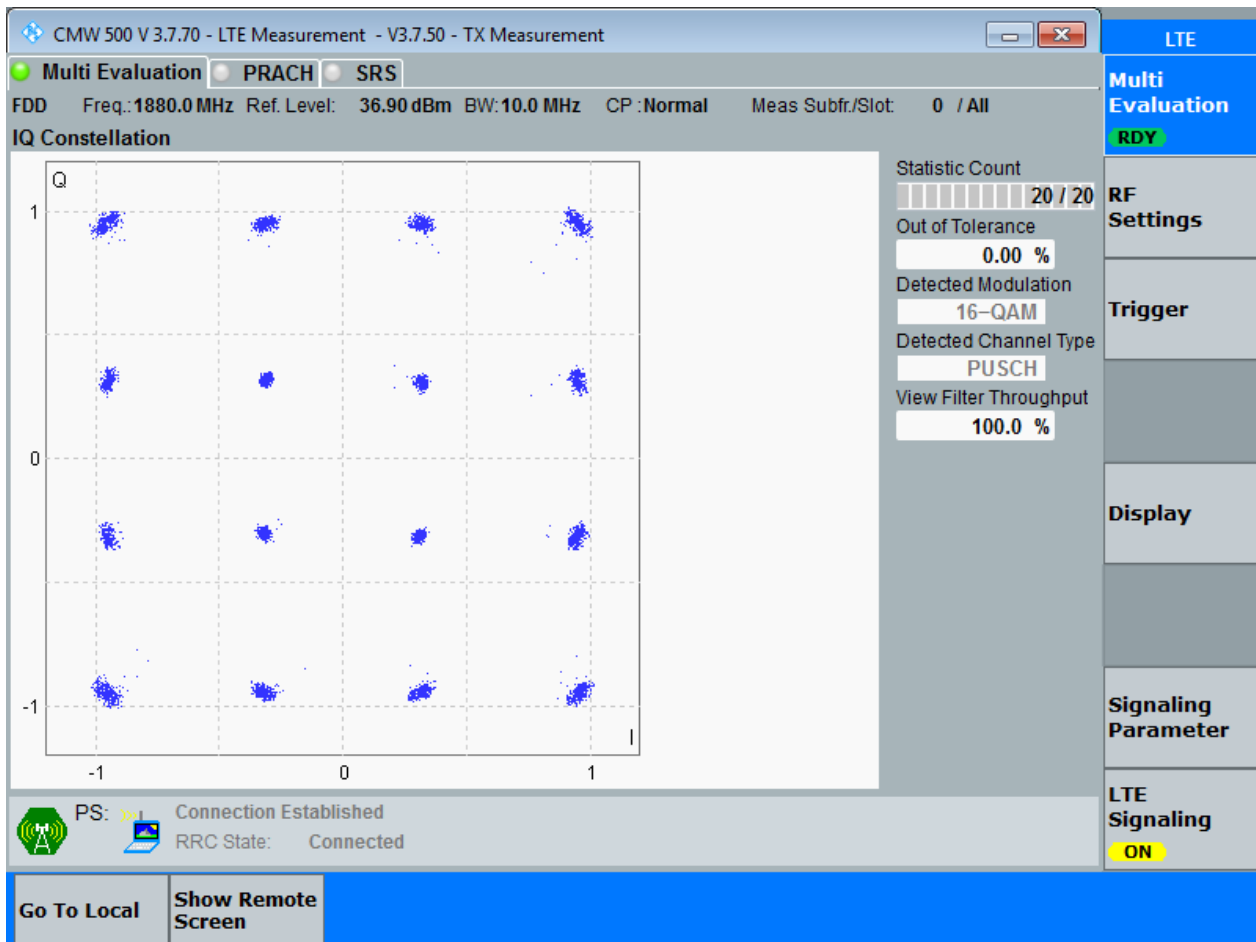 CMW 500 V 3.7.70 - LTE Measurement - V3.7.50 - TX Measurement
LTE
Multi Evaluation PRACH SRS
Multi
Evaluation
RDY
FDD Freq.:1880.0 MHz Ref. Level: 36.90 dBm BW:10.0 MHz CP :Normal Meas Subfr./Slot: 0 / All
IQ Constellation
Q
1
0
-1
-1 0 1
I
Statistic Count
20 / 20
Out of Tolerance
0.00 %
Detected Modulation
16-QAM
Detected Channel Type
PUSCH
View Filter Throughput
100.0 %
RF
Settings
Trigger
Display
Signaling
Parameter
LTE
Signaling
ON
PS: Connection Established
RRC State: Connected
Go To Local
Show Remote
Screen